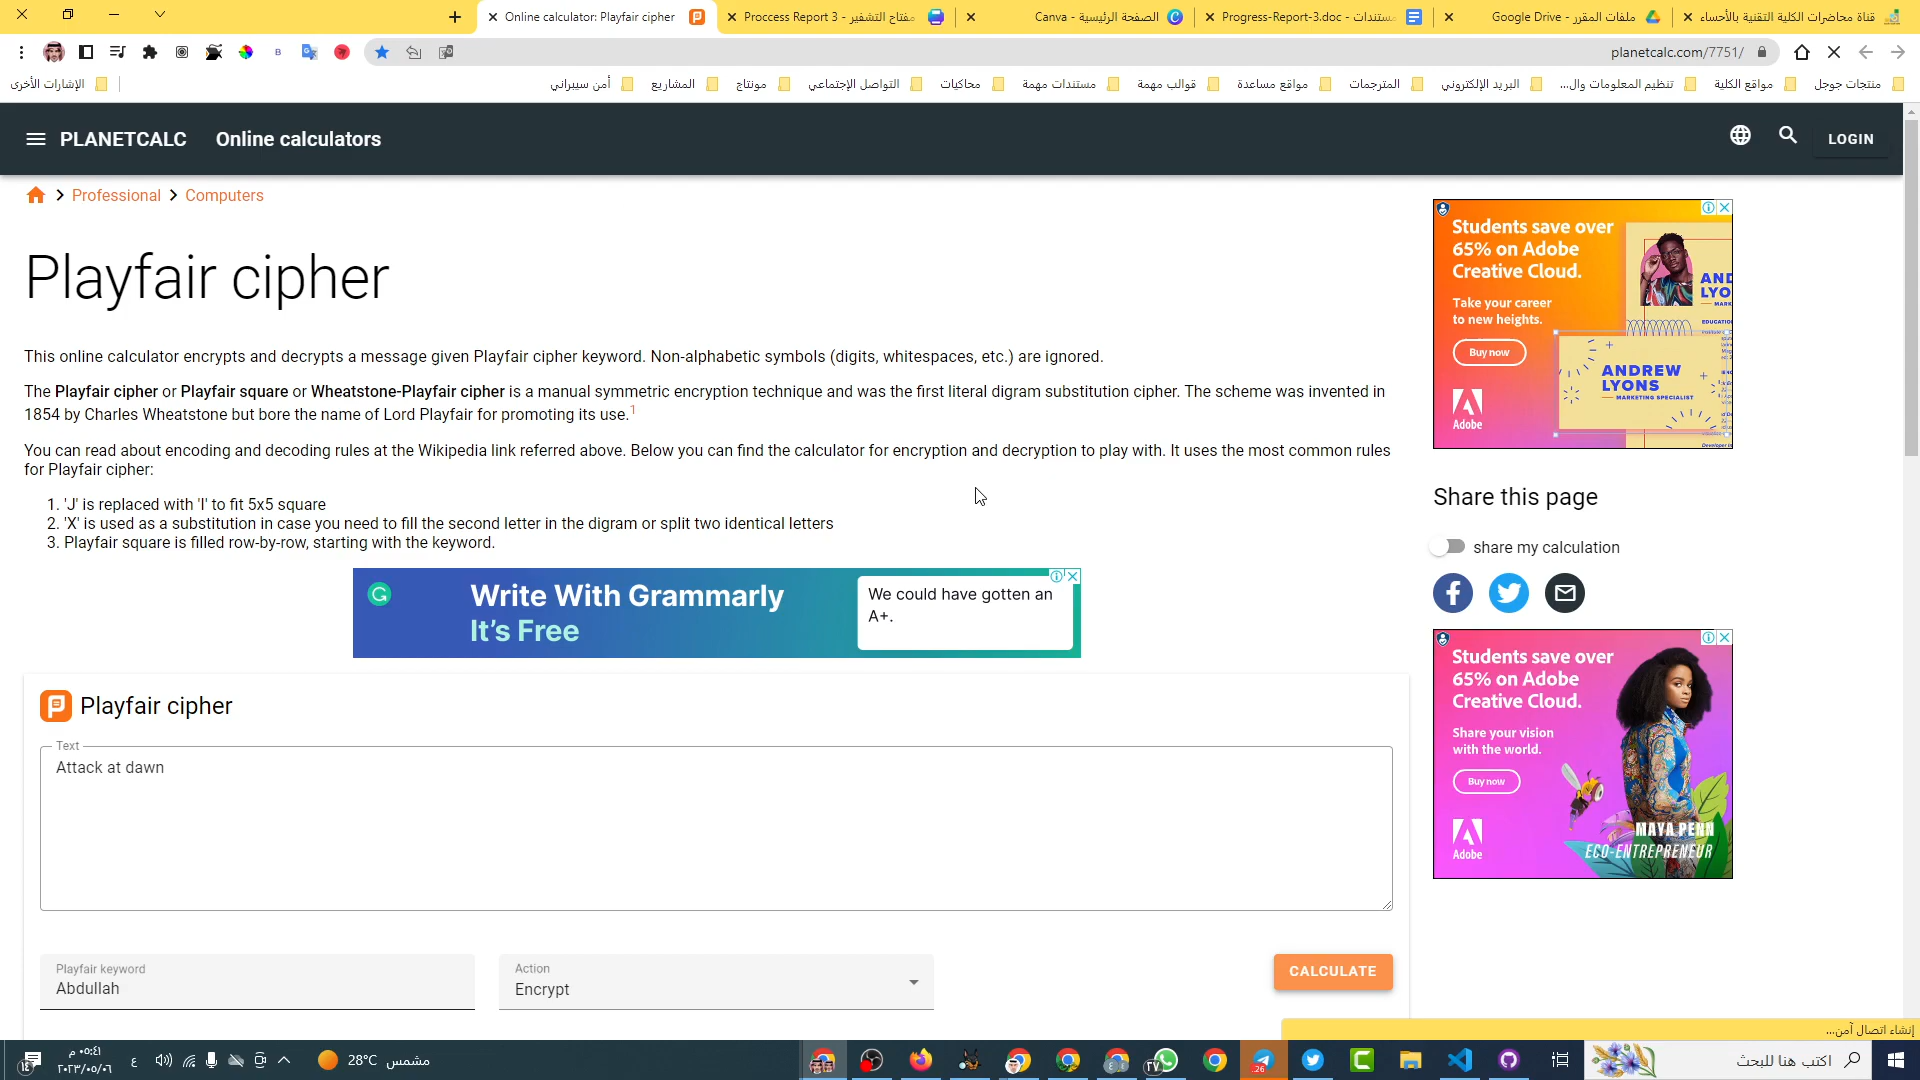 Online calculator: Playfair cipher
مفتاح التشفير - Proccess Report 3
الصفحة الرئيسية - Canva
مستندات - Progress-Report-3.doc
ملفات المقرر - Google Drive
قناة محاضرات الكلية التقنية بالأحساء
planetcalc.com/7751/
الإشارات الأخرى
أمن سيبراني
المشاريع
مونتاج
التواصل الإجتماعي
محاكيات
مستندات مهمة
قوالب مهمة
مواقع مساعدة
المترجمات
البريد الإلكتروني
تنظيم المعلومات وال...
مواقع الكلية
منتجات جوجل
PLANETCALC Online calculators
LOGIN
Professional Computers
Playfair cipher
This online calculator encrypts and decrypts a message given Playfair cipher keyword. Non-alphabetic symbols (digits, whitespaces, etc.) are ignored.
The Playfair cipher or Playfair square or Wheatstone-Playfair cipher is a manual symmetric encryption technique and was the first literal digram substitution cipher. The scheme was invented in
1854 by Charles Wheatstone but bore the name of Lord Playfair for promoting its use.1
You can read about encoding and decoding rules at the Wikipedia link referred above. Below you can find the calculator for encryption and decryption to play with. It uses the most common rules
for Playfair cipher:
1. 'J' is replaced with 'I' to fit 5x5 square
2. 'X' is used as a substitution in case you need to fill the second letter in the digram or split two identical letters
3. Playfair square is filled row-by-row, starting with the keyword.
Write With Grammarly
It's Free
We could have gotten an
A+.
Playfair cipher
Text
Attack at dawn
Playfair keyword
Abdullah
Action
Encrypt
CALCULATE
Students save over
65% on Adobe
Creative Cloud.
Take your career
to new heights.
Buy now
Adobe
ANDREW
LYONS
MARKETING SPECIALIST
Share this page
share my calculation
Students save over
65% on Adobe
Creative Cloud.
Share your vision
with the world.
Buy now
Adobe
MAYA PENN
ECO-ENTREPRENEUR
إنشاء اتصال آمن...
٠٥:٤١ م
٢٠٢٣/٠٥/٠٦
ع
28°C مشمس
٢٧
26
اكتب هنا للبحث